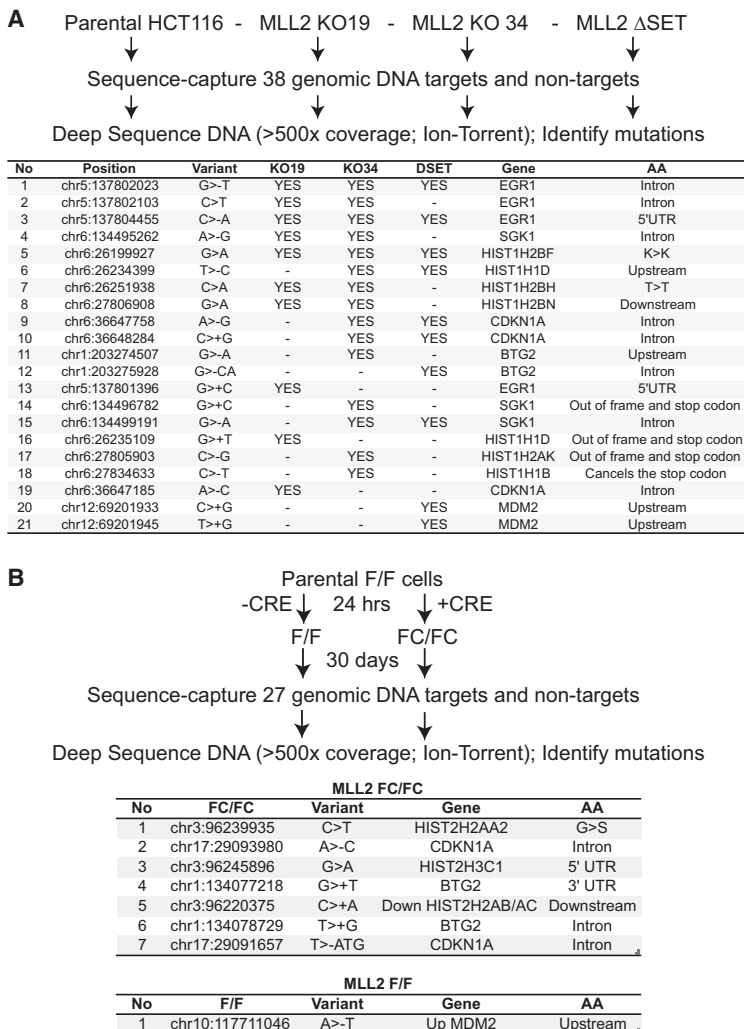 A
Parental HCT116 - MLL2 KO19 - MLL2 KO 34 - MLL2 ΔSET
Sequence-capture 38 genomic DNA targets and non-targets
Deep Sequence DNA (>500x coverage; Ion-Torrent); Identify mutations
No Position Variant KO19 KO34 DSET Gene AA
1 chr5:137802023 G>-T YES YES YES EGR1 Intron
2 chr5:137802103 C>T YES YES - EGR1 Intron
3 chr5:137804455 C>-A YES YES YES EGR1 5'UTR
4 chr6:134495262 A>-G YES YES - SGK1 Intron
5 chr6:26199927 G>A YES YES YES HIST1H2BF K>K
6 chr6:26234399 T>-C - YES YES HIST1H1D Upstream
7 chr6:26251938 C>A YES YES - HIST1H2BH T>T
8 chr6:27806908 G>A YES YES - HIST1H2BN Downstream
9 chr6:36647758 A>-G - YES YES CDKN1A Intron
10 chr6:36648284 C>+G - YES YES CDKN1A Intron
11 chr1:203274507 G>-A - YES - BTG2 Upstream
12 chr1:203275928 G>-CA - - YES BTG2 Intron
13 chr5:137801396 G>+C YES - - EGR1 5'UTR
14 chr6:134496782 G>+C - YES - SGK1 Out of frame and stop codon
15 chr6:134499191 G>-A - YES YES SGK1 Intron
16 chr6:26235109 G>+T YES - - HIST1H1D Out of frame and stop codon
17 chr6:27805903 C>-G - YES - HIST1H2AK Out of frame and stop codon
18 chr6:27834633 C>-T - YES - HIST1H1B Cancels the stop codon
19 chr6:36647185 A>-C YES - - CDKN1A Intron
20 chr12:69201933 C>+G - - YES MDM2 Upstream
21 chr12:69201945 T>+G - - YES MDM2 Upstream
B
Parental F/F cells
-CRE 24 hrs +CRE
F/F FC/FC
30 days
Sequence-capture 27 genomic DNA targets and non-targets
Deep Sequence DNA (>500x coverage; Ion-Torrent); Identify mutations
MLL2 FC/FC
No FC/FC Variant Gene AA
1 chr3:96239935 C>T HIST2H2AA2 G>S
2 chr17:29093980 A>-C CDKN1A Intron
3 chr3:96245896 G>A HIST2H3C1 5' UTR
4 chr1:134077218 G>+T BTG2 3' UTR
5 chr3:96220375 C>+A Down HIST2H2AB/AC Downstream
6 chr1:134078729 T>+G BTG2 Intron
7 chr17:29091657 T>-ATG CDKN1A Intron
MLL2 F/F
No F/F Variant Gene AA
1 chr10:117711046 A>-T Up MDM2 Upstream